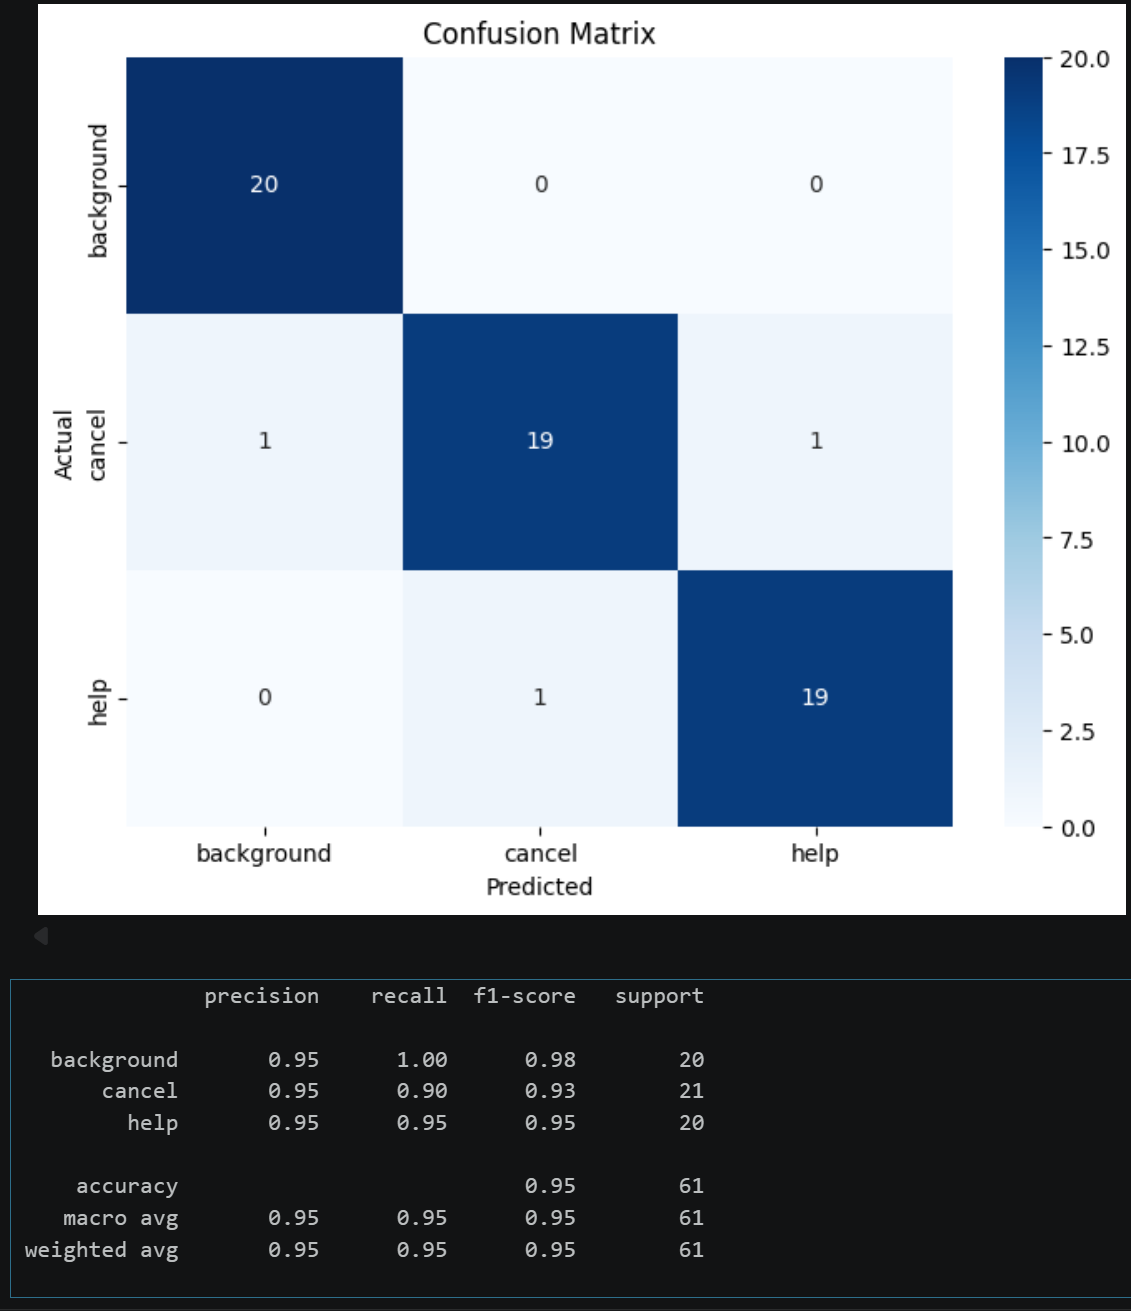 Confusion Matrix
background
20 0 0
Actual
cancel
1 19 1
help
0 1 19
background cancel help
Predicted
20.0
17.5
15.0
12.5
10.0
7.5
5.0
2.5
0.0
precision recall f1-score support
background 0.95 1.00 0.98 20
cancel 0.95 0.90 0.93 21
help 0.95 0.95 0.95 20
accuracy 0.95 61
macro avg 0.95 0.95 0.95 61
weighted avg 0.95 0.95 0.95 61